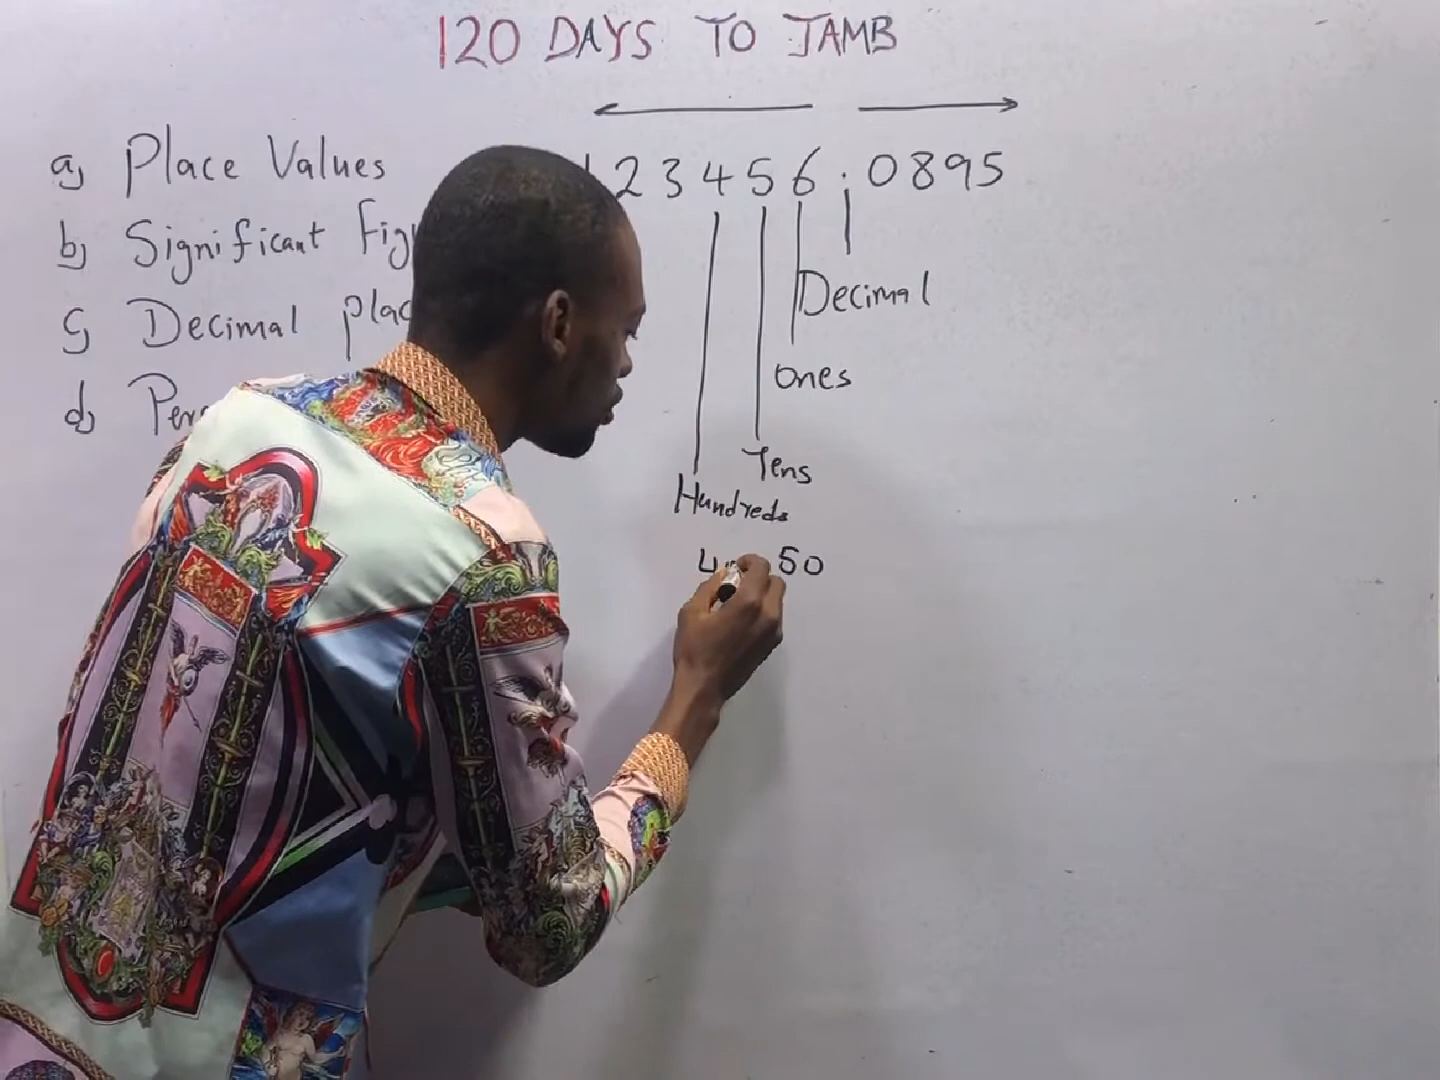 120 DAYS TO JAMB
a) Place Values
23456.0895
b) Significant
c) Decimal
Decimal
d)
Ones
Tens
Hundreds
50